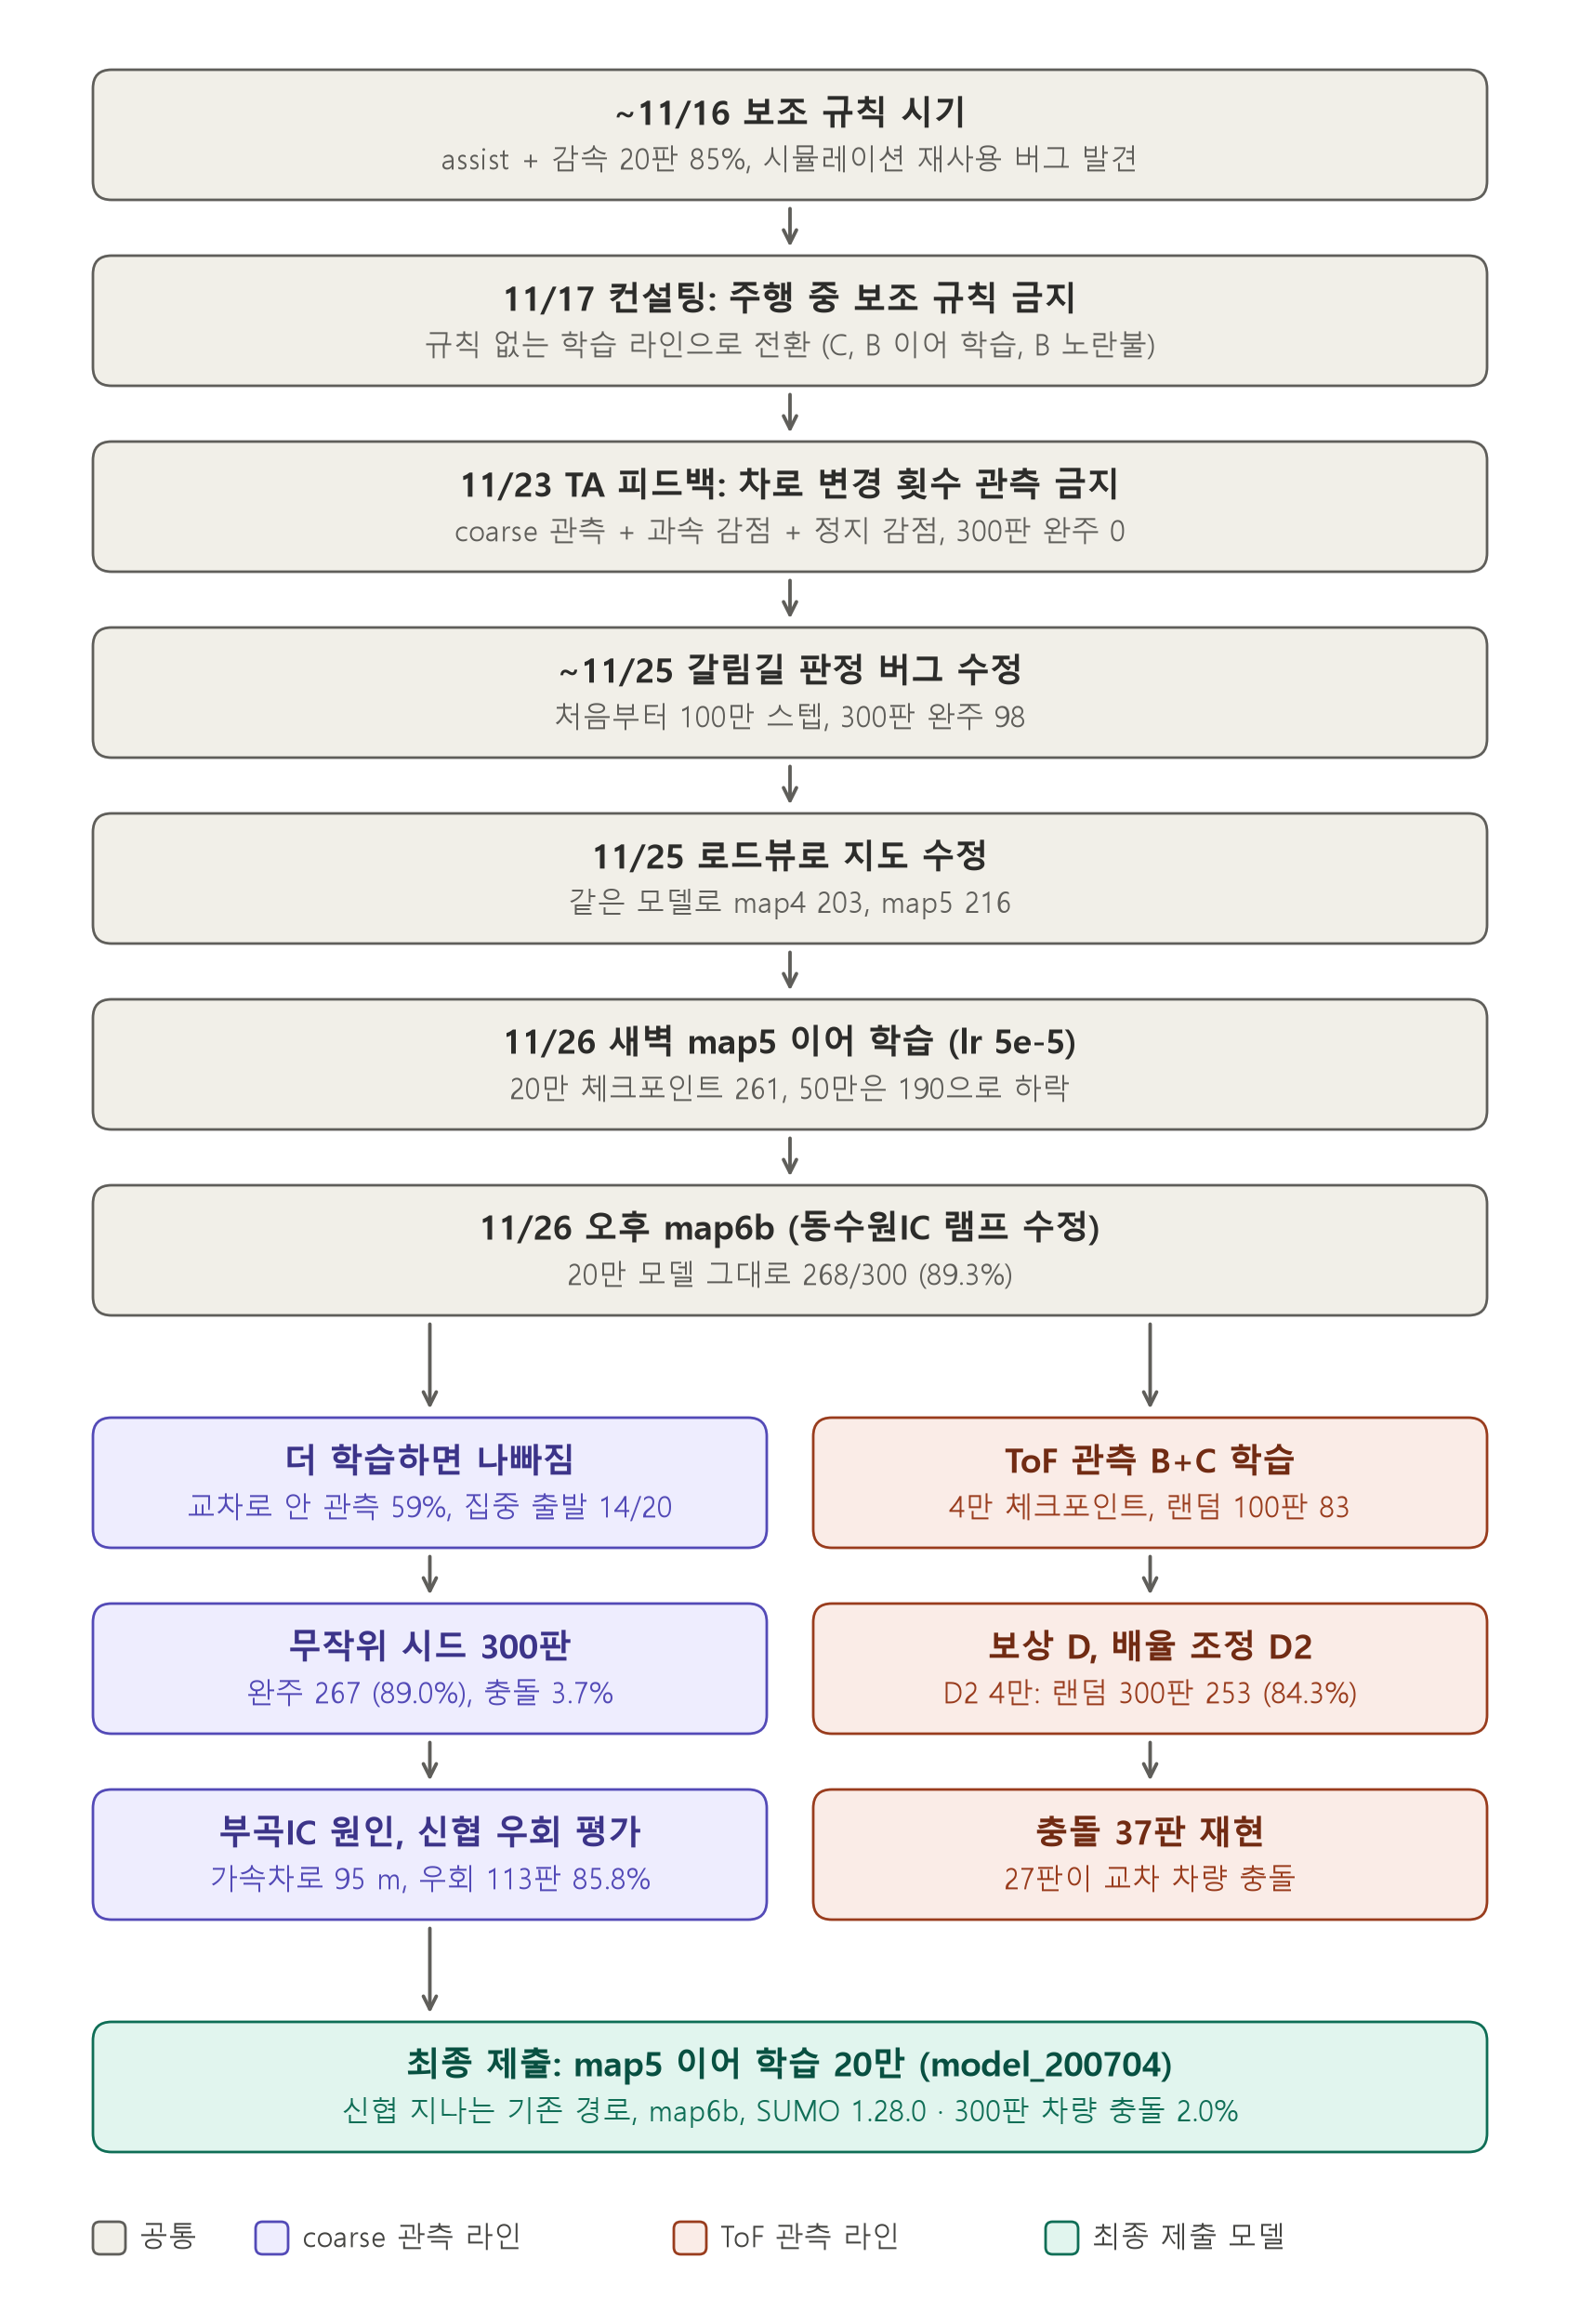 ~11/16 보조 규칙 시기
assist + 감속 20판 85%, 시뮬레이션 재사용 버그 발견
11/17 컨설팅: 주행 중 보조 규칙 금지
규칙 없는 학습 라인으로 전환 (C, B 이어 학습, B 노란불)
11/23 TA 피드백: 차로 변경 횟수 관측 금지
coarse 관측 + 과속 감점 + 정지 감점, 300판 완주 0
~11/25 갈림길 판정 버그 수정
처음부터 100만 스텝, 300판 완주 98
11/25 로드뷰로 지도 수정
같은 모델로 map4 203, map5 216
11/26 새벽 map5 이어 학습 (lr 5e-5)
20만 체크포인트 261, 50만은 190으로 하락
11/26 오후 map6b (동수원IC 램프 수정)
20만 모델 그대로 268/300 (89.3%)
더 학습하면 나빠짐
교차로 안 관측 59%, 집중 출발 14/20
무작위 시드 300판
완주 267 (89.0%), 충돌 3.7%
부곡IC 원인, 신협 우회 평가
가속차로 95 m, 우회 113판 85.8%
ToF 관측 B+C 학습
4만 체크포인트, 랜덤 100판 83
보상 D, 배율 조정 D2
D2 4만: 랜덤 300판 253 (84.3%)
충돌 37판 재현
27판이 교차 차량 충돌
최종 제출: map5 이어 학습 20만 (model_200704)
신협 지나는 기존 경로, map6b, SUMO 1.28.0 · 300판 차량 충돌 2.0%
공통
coarse 관측 라인
ToF 관측 라인
최종 제출 모델